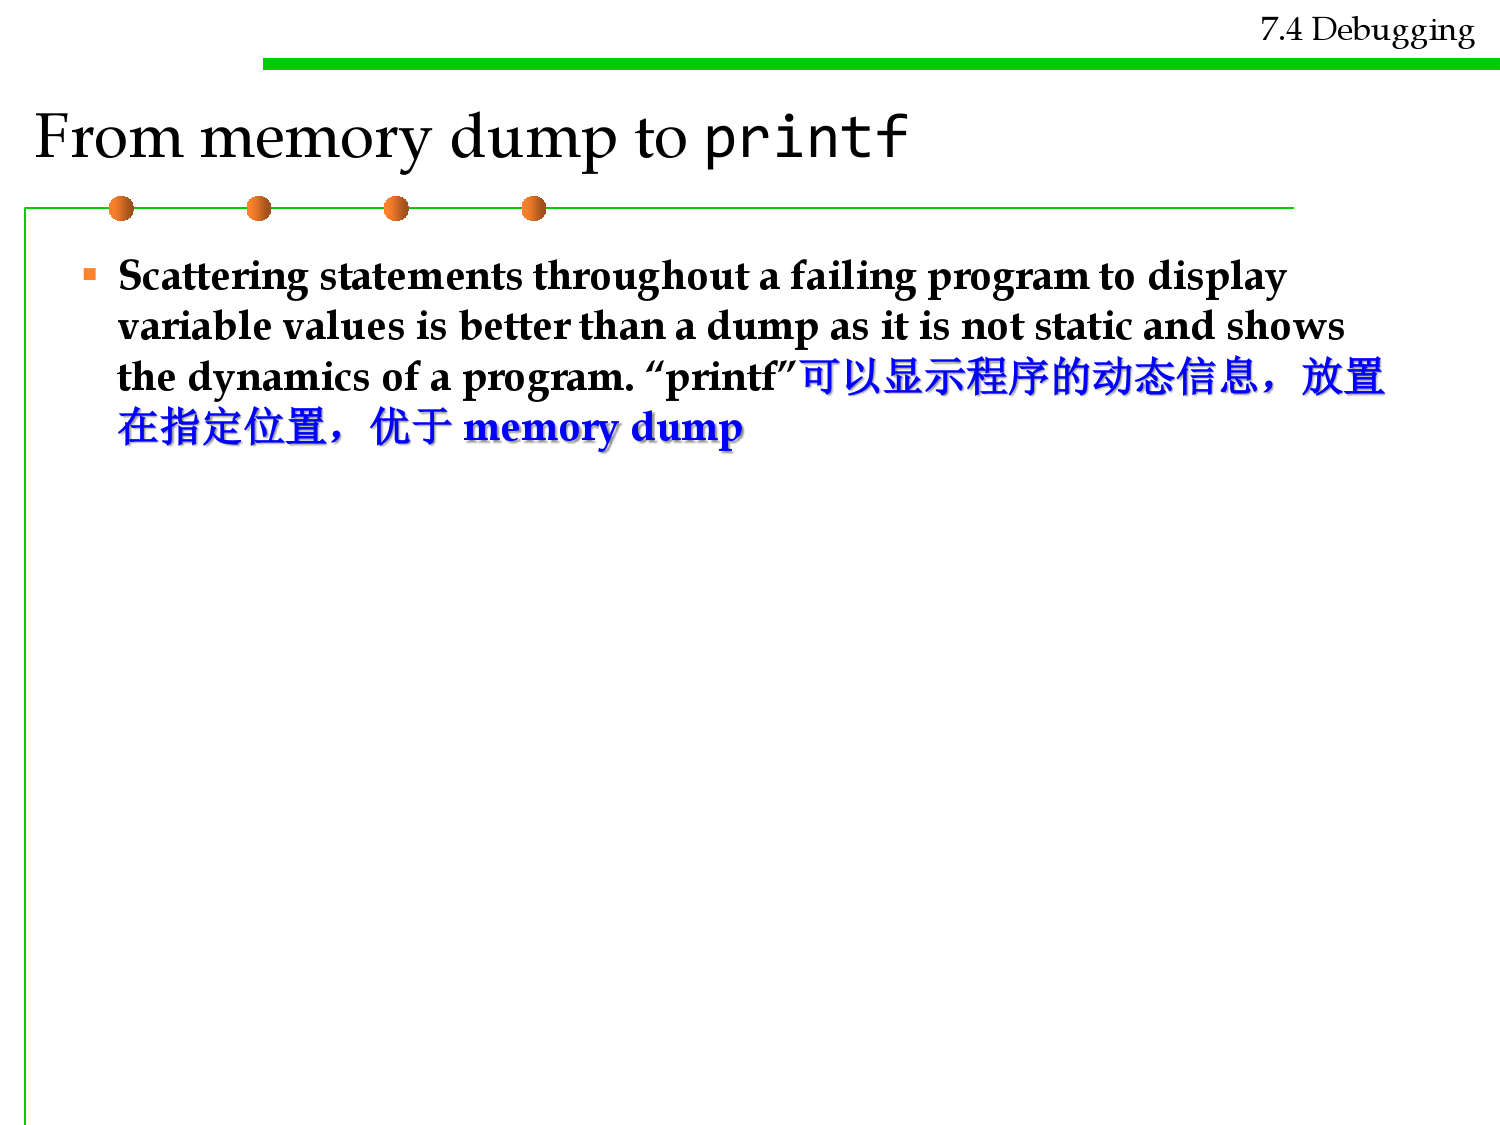 7.4 Debugging
From memory dump to printf
▪ Scattering statements throughout a failing program to display
variable values is better than a dump as it is not static and shows
the dynamics of a program. “printf”可以显示程序的动态信息，放置
在指定位置，优于 memory dump